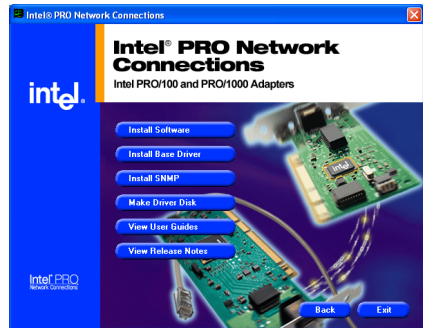 Intel® PRO Network Connections
Intel® PRO Network
Connections
Intel PRO/100 and PRO/1000 Adapters
intel®
Install Software
Install Base Driver
Install SNMP
Make Driver Disk
View User Guides
View Release Notes
intel
Intel® PRO
Network Connections
Back
Exit